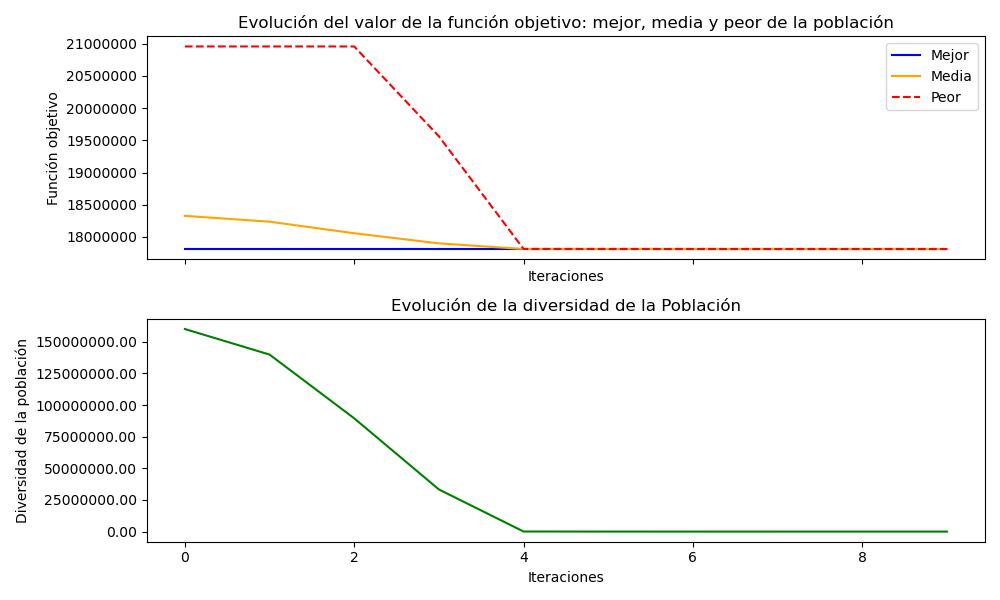 Evolución del valor de la función objetivo: mejor, media y peor de la población
Función objetivo
21000000
20500000
20000000
19500000
19000000
18500000
18000000
Mejor
Media
Peor
Iteraciones
Evolución de la diversidad de la Población
Diversidad de la población
150000000.00
125000000.00
100000000.00
75000000.00
50000000.00
25000000.00
0.00
0 2 4 6 8
Iteraciones